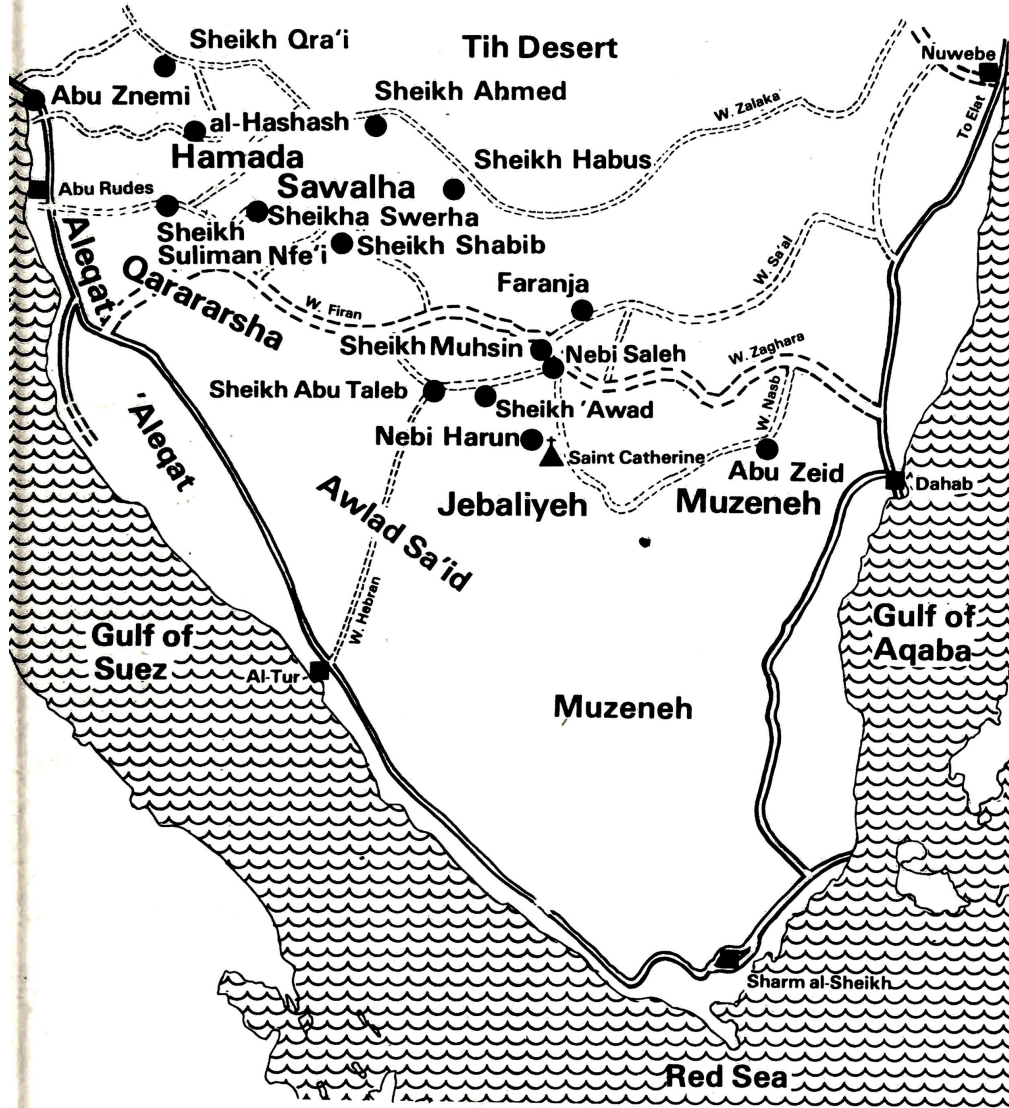 Sheikh Qra'i
Tih Desert
Nuwebe
Abu Znemi
Sheikh Ahmed
W. Zalaka
To Elat
al-Hashash
Hamada
Sheikh Habus
Abu Rudes
Sawalha
Sheikha Swerha
Sheikh
Suliman Nfe'i
Sheikh Shabib
Aleqat
Qararsha
W. Sa'al
Faranja
W. Firan
Sheikh Muhsin
Nebi Saleh
W. Zaghara
Sheikh Abu Taleb
Sheikh 'Awad
W. Nasb
'Aleqat
Nebi Harun
Saint Catherine
Abu Zeid
Dahab
Awlad Sa'id
Jebaliyeh
Muzeneh
W. Hebran
Gulf of
Suez
Gulf of
Aqaba
Al-Tur
Muzeneh
Sharm al-Sheikh
Red Sea